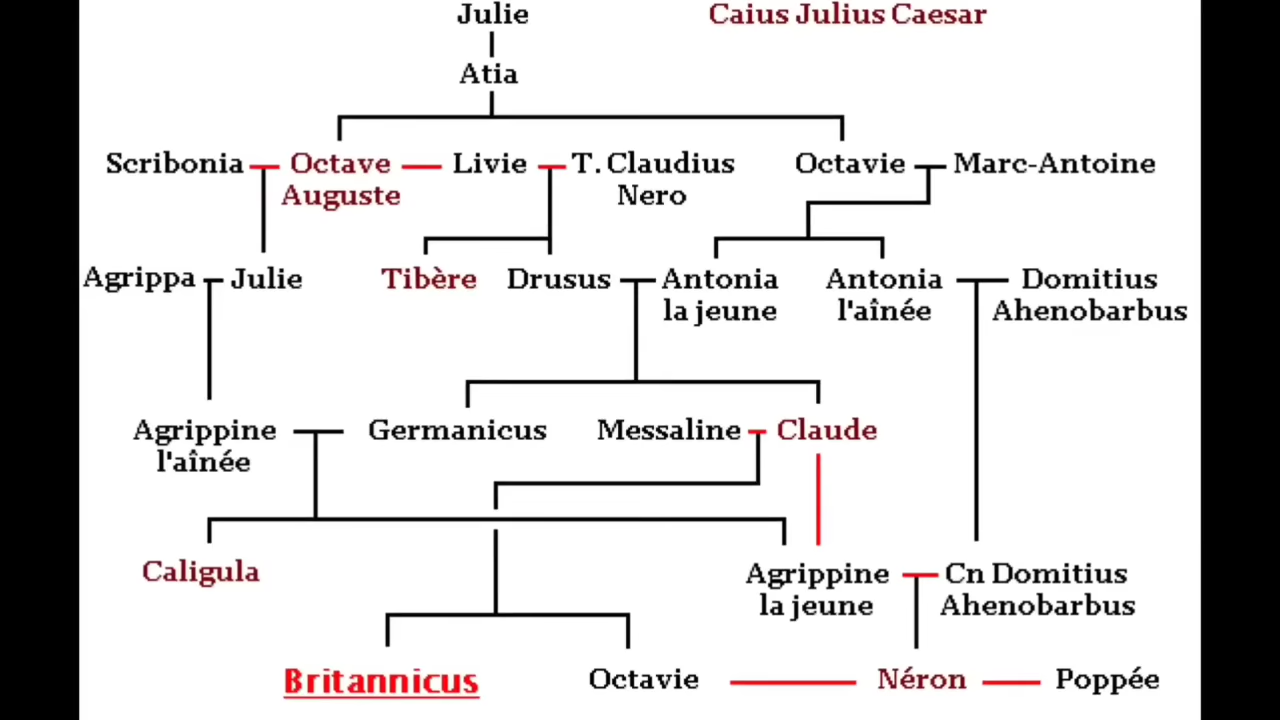 Julie Caius Julius Caesar
Atia
Scribonia Octave Livie T. Claudius Octavie Marc-Antoine
Auguste Nero
Agrippa Julie Tibère Drusus Antonia Antonia Domitius
la jeune l'aînée Ahenobarbus
Agrippine Germanicus Messaline Claude
l'aînée
Caligula Agrippine Cn Domitius
la jeune Ahenobarbus
Britannicus Octavie Néron Poppée